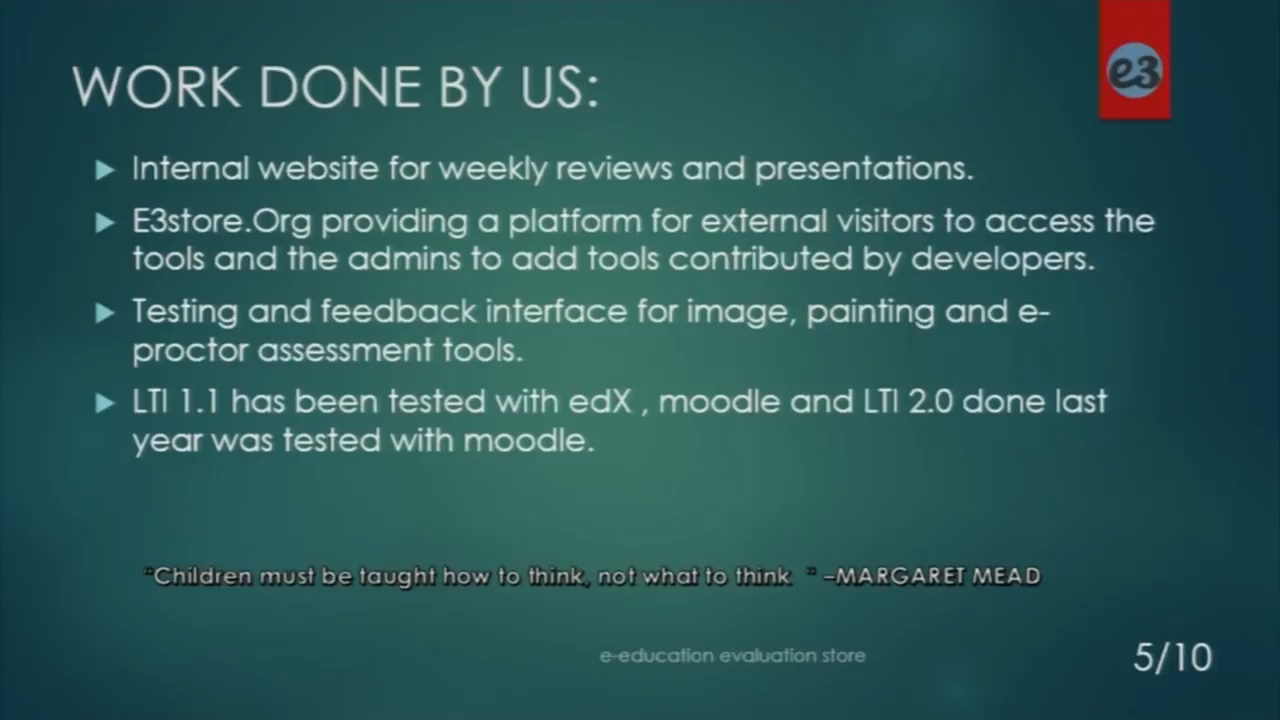 WORK DONE BY US:
e3
Internal website for weekly reviews and presentations.
E3store.Org providing a platform for external visitors to access the
tools and the admins to add tools contributed by developers.
Testing and feedback interface for image, painting and e-
proctor assessment tools.
LTI 1.1 has been tested with edX , moodle and LTI 2.0 done last
year was tested with moodle.
"Children must be taught how to think, not what to think " –MARGARET MEAD
e-education evaluation store
5/10